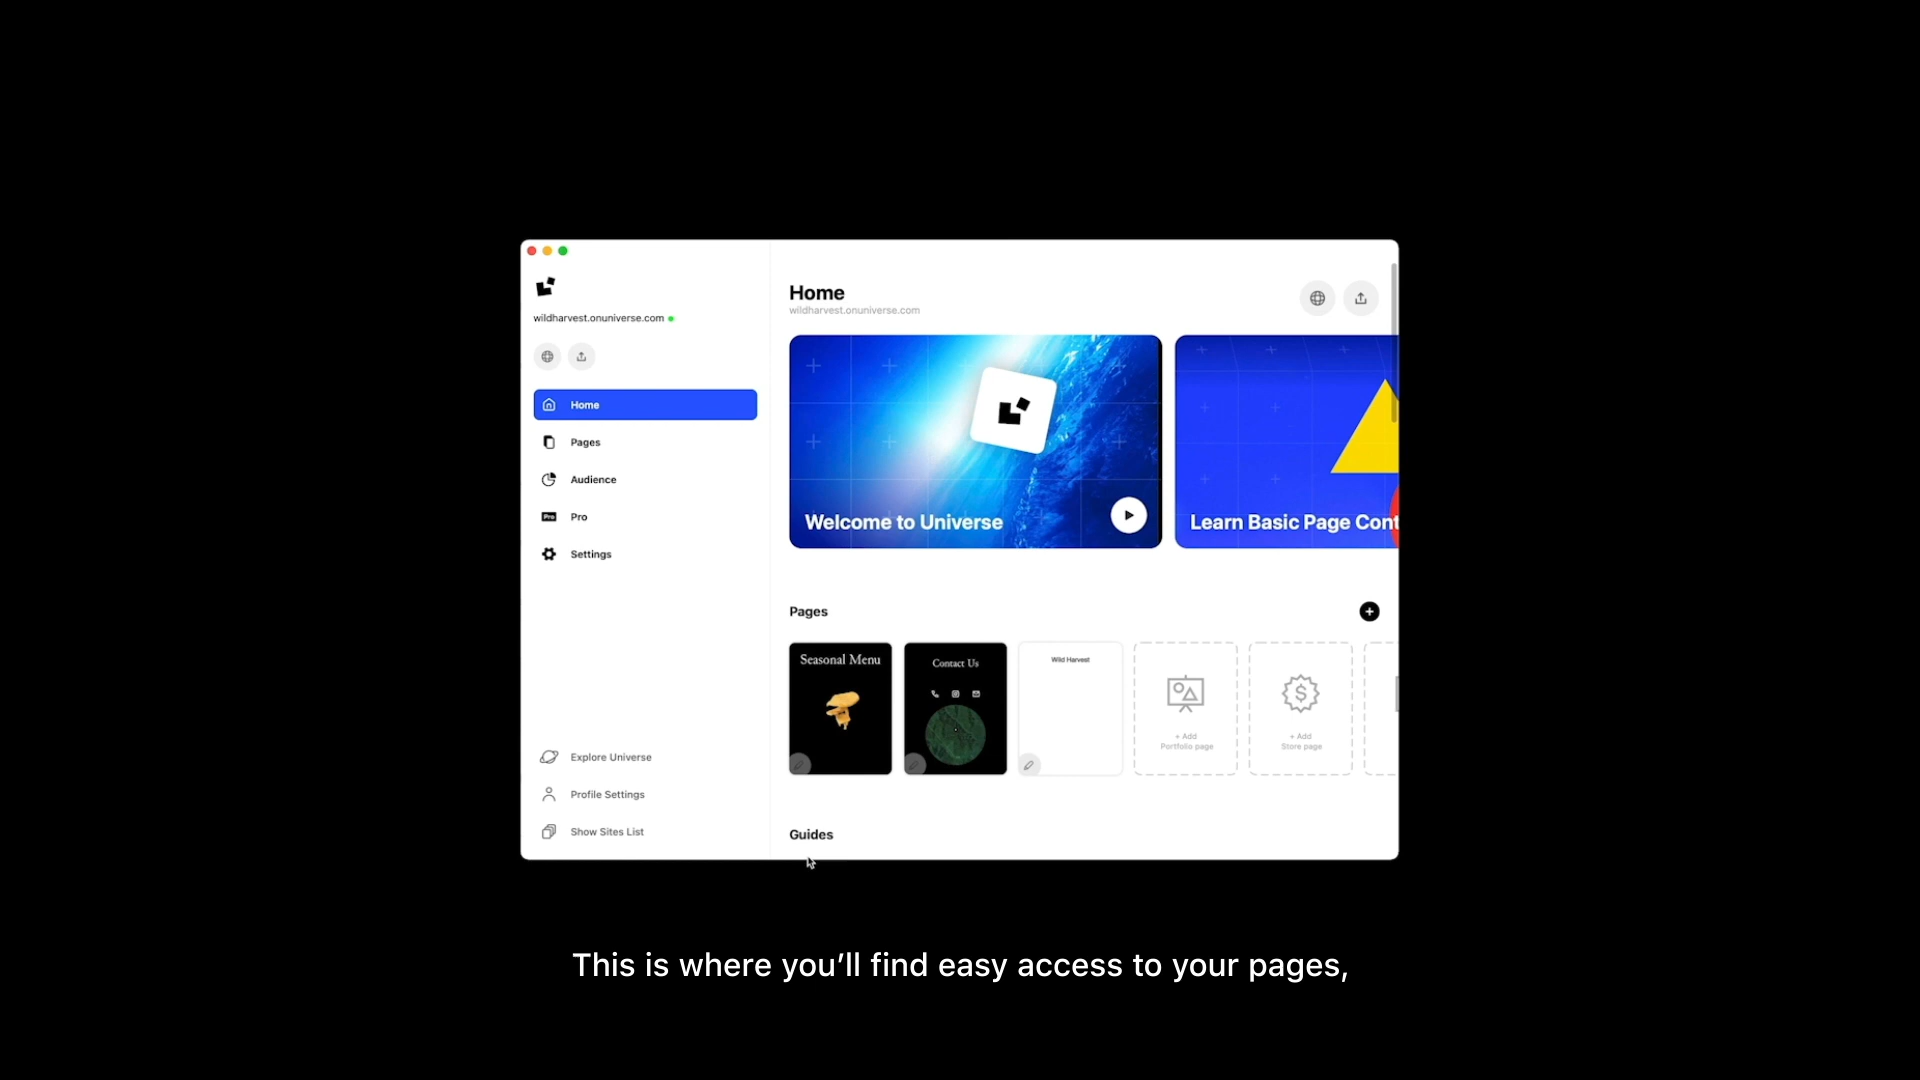 wildharvest.onuniverse.com
Home
Pages
Audience
Pro
Pro
Settings
Explore Universe
Profile Settings
Show Sites List
Home
wildharvest.onuniverse.com
Welcome to Universe
Learn Basic Page Cont
Pages
Seasonal Menu
Contact Us
Wild Harvest
+ Add
Portfolio page
+ Add
Store page
Guides
This is where you’ll find easy access to your pages,